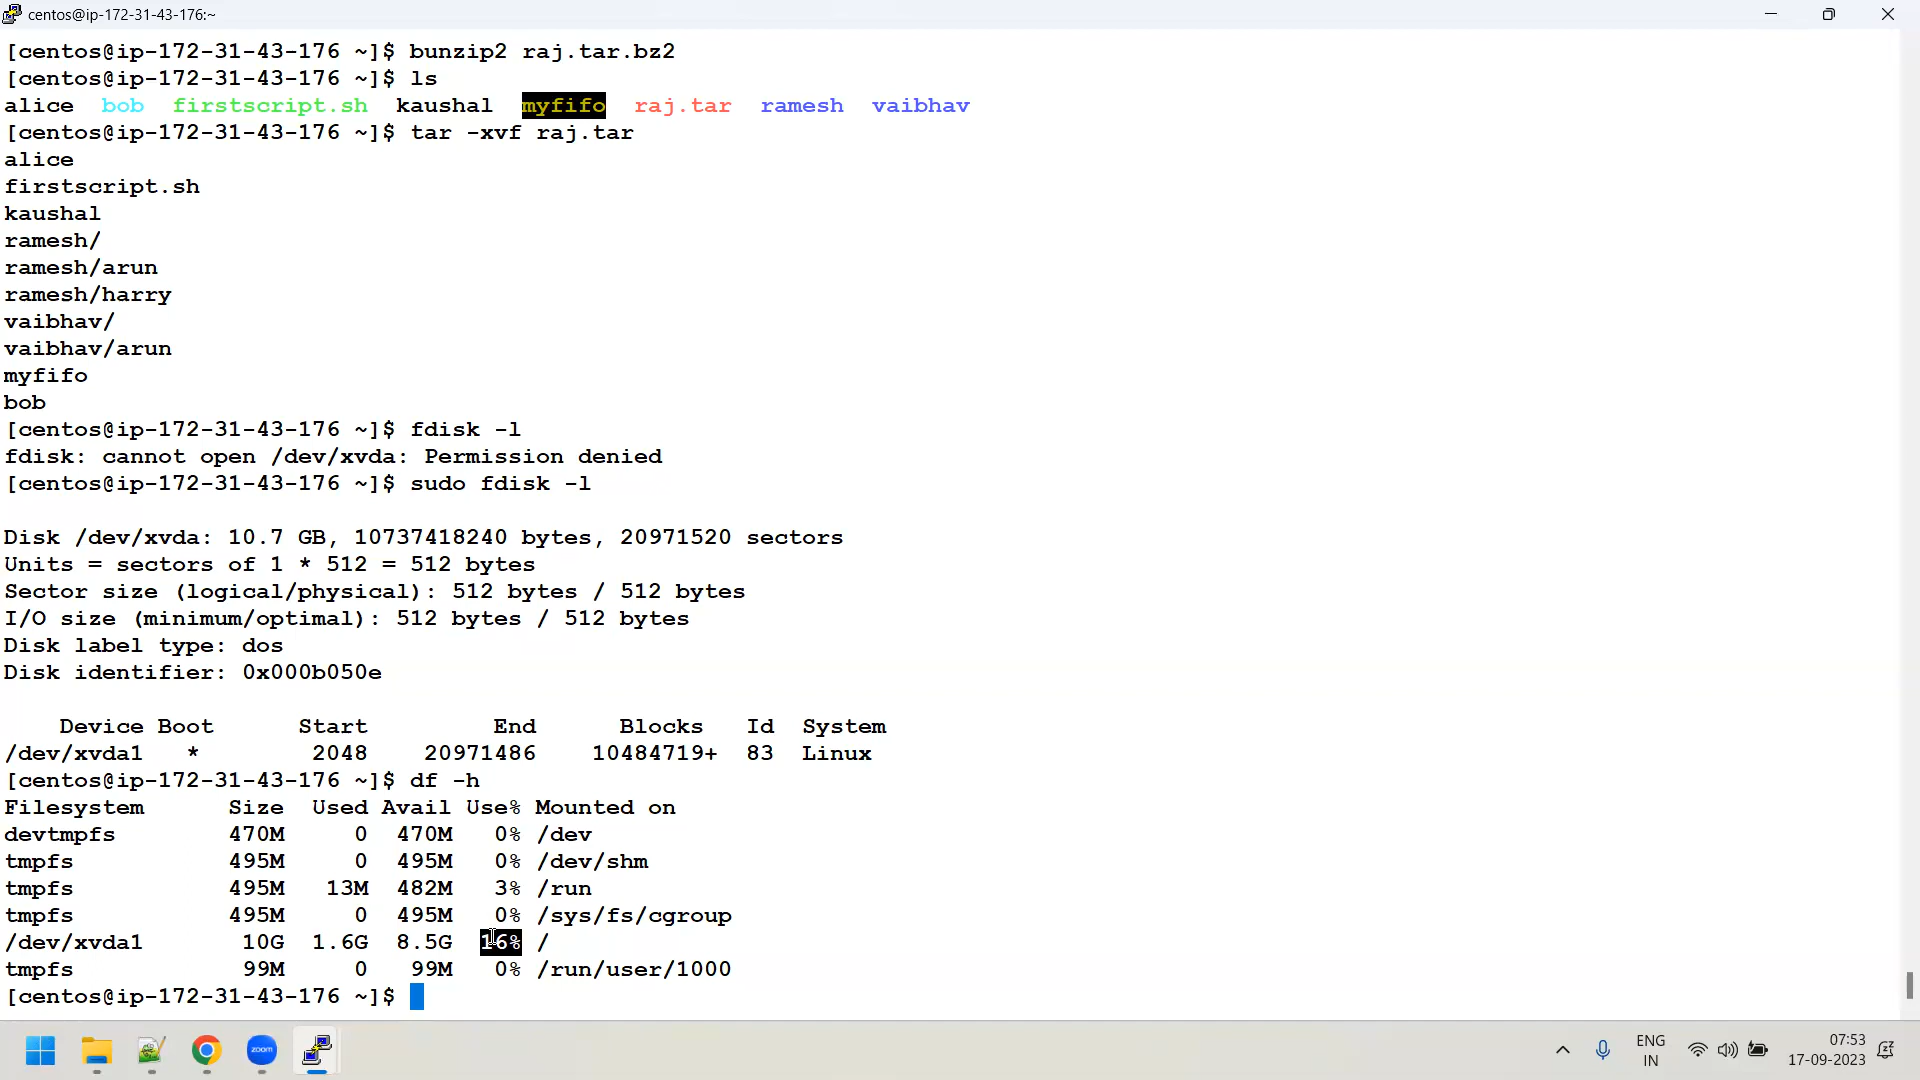 centos@ip-172-31-43-176:~
[centos@ip-172-31-43-176 ~]$ bunzip2 raj.tar.bz2
[centos@ip-172-31-43-176 ~]$ ls
alice  bob  firstscript.sh  kaushal  myfifo  raj.tar  ramesh  vaibhav
[centos@ip-172-31-43-176 ~]$ tar -xvf raj.tar
alice
firstscript.sh
kaushal
ramesh/
ramesh/arun
ramesh/harry
vaibhav/
vaibhav/arun
myfifo
bob
[centos@ip-172-31-43-176 ~]$ fdisk -l
fdisk: cannot open /dev/xvda: Permission denied
[centos@ip-172-31-43-176 ~]$ sudo fdisk -l
Disk /dev/xvda: 10.7 GB, 10737418240 bytes, 20971520 sectors
Units = sectors of 1 * 512 = 512 bytes
Sector size (logical/physical): 512 bytes / 512 bytes
I/O size (minimum/optimal): 512 bytes / 512 bytes
Disk label type: dos
Disk identifier: 0x000b050e
Device Boot      Start         End      Blocks   Id  System
/dev/xvda1   *        2048    20971486    10484719+  83  Linux
[centos@ip-172-31-43-176 ~]$ df -h
Filesystem      Size  Used Avail Use% Mounted on
devtmpfs        470M     0  470M   0% /dev
tmpfs           495M     0  495M   0% /dev/shm
tmpfs           495M   13M  482M   3% /run
tmpfs           495M     0  495M   0% /sys/fs/cgroup
/dev/xvda1       10G  1.6G  8.5G  16% /
tmpfs            99M     0   99M   0% /run/user/1000
[centos@ip-172-31-43-176 ~]$
zoom
ENG
IN
07:53
17-09-2023